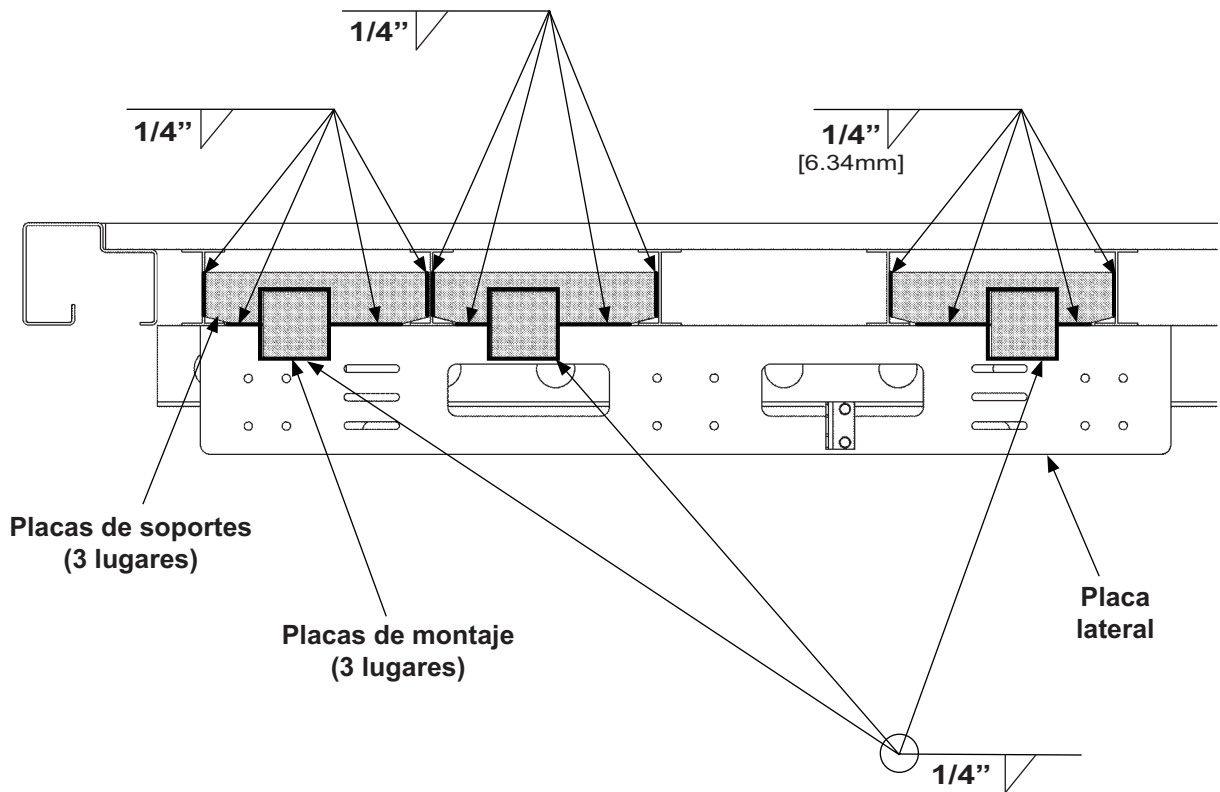 1/4”
1/4”
1/4”
[6.34mm]
Placas de soportes
(3 lugares)
Placas de montaje
(3 lugares)
Placa
lateral
1/4”